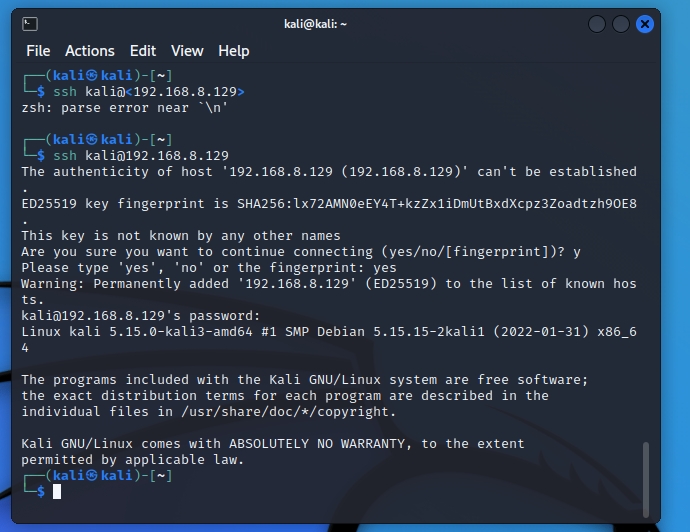 kali@kali: ~
File Actions Edit View Help
┌──(kali㉿kali)-[~]
└─$ ssh kali@<192.168.8.129>
zsh: parse error near `\n'
┌──(kali㉿kali)-[~]
└─$ ssh kali@192.168.8.129
The authenticity of host '192.168.8.129 (192.168.8.129)' can't be established
.
ED25519 key fingerprint is SHA256:lx72AMN0eEY4T+kzZx1iDmUtBxdXcpz3Zoadtzh9OE8
.
This key is not known by any other names
Are you sure you want to continue connecting (yes/no/[fingerprint])? y
Please type 'yes', 'no' or the fingerprint: yes
Warning: Permanently added '192.168.8.129' (ED25519) to the list of known hos
ts.
kali@192.168.8.129's password:
Linux kali 5.15.0-kali3-amd64 #1 SMP Debian 5.15.15-2kali1 (2022-01-31) x86_6
4
The programs included with the Kali GNU/Linux system are free software;
the exact distribution terms for each program are described in the
individual files in /usr/share/doc/*/copyright.
Kali GNU/Linux comes with ABSOLUTELY NO WARRANTY, to the extent
permitted by applicable law.
┌──(kali㉿kali)-[~]
└─$